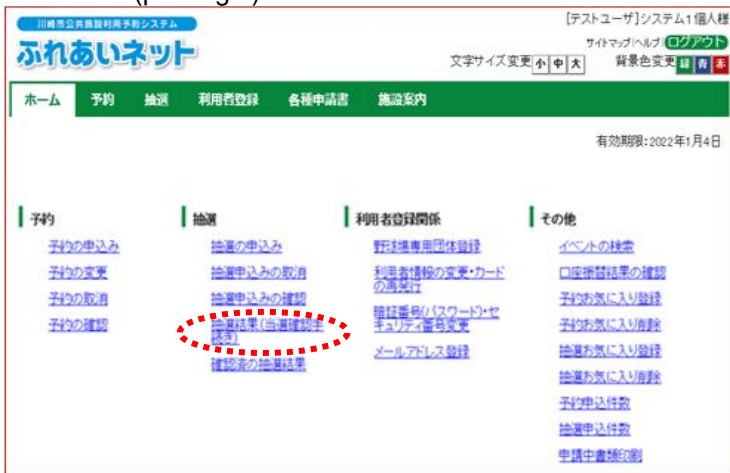 川崎市公共施設利用予約システム
ふれあいネット
[テストユーザ]システム1 個人様
サイトマップ|ヘルプ|ログアウト
文字サイズ変更 小 中 大 背景色変更 緑 青 赤
ホーム 予約 抽選 利用者登録 各種申請書 施設案内
有効期限:2022年1月4日
予約
予約の申込み
予約の変更
予約の取消
予約の確認
抽選
抽選の申込み
抽選申込みの取消
抽選申込みの確認
抽選結果(当選確認手
続き)
確認済の抽選結果
利用者登録関係
野球場専用団体登録
利用者情報の変更・カード
の再発行
暗証番号(パスワード)・セ
キュリティ番号変更
メールアドレス登録
その他
イベントの検索
口座振替結果の確認
予約お気に入り登録
予約お気に入り削除
抽選お気に入り登録
抽選お気に入り削除
予約申込件数
抽選申込件数
申請中書類印刷